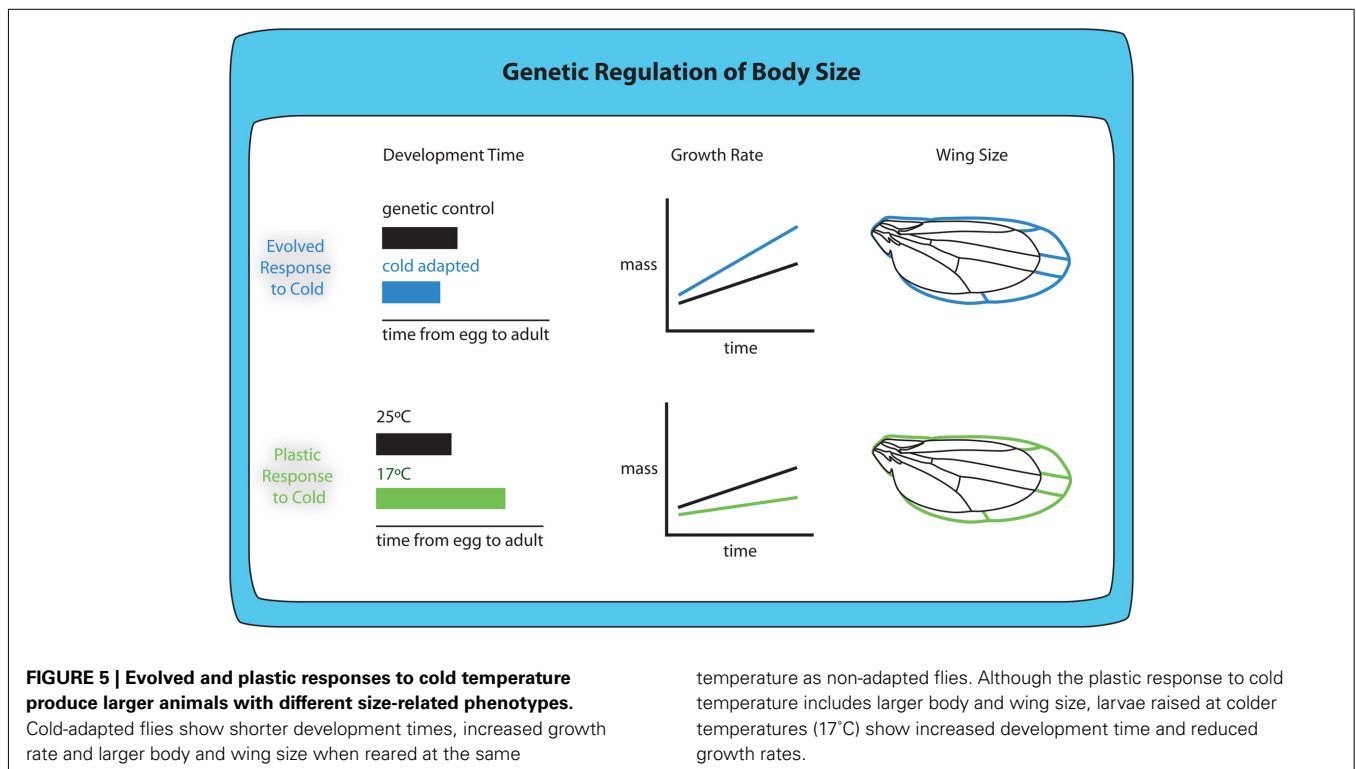 Genetic Regulation of Body Size
Development Time
Growth Rate
Wing Size
Evolved
Response
to Cold
genetic control
cold adapted
time from egg to adult
mass
time
Plastic
Response
to Cold
25ºC
17ºC
time from egg to adult
mass
time
FIGURE 5 | Evolved and plastic responses to cold temperature
produce larger animals with different size-related phenotypes.
Cold-adapted flies show shorter development times, increased growth
rate and larger body and wing size when reared at the same
temperature as non-adapted flies. Although the plastic response to cold
temperature includes larger body and wing size, larvae raised at colder
temperatures (17˚C) show increased development time and reduced
growth rates.